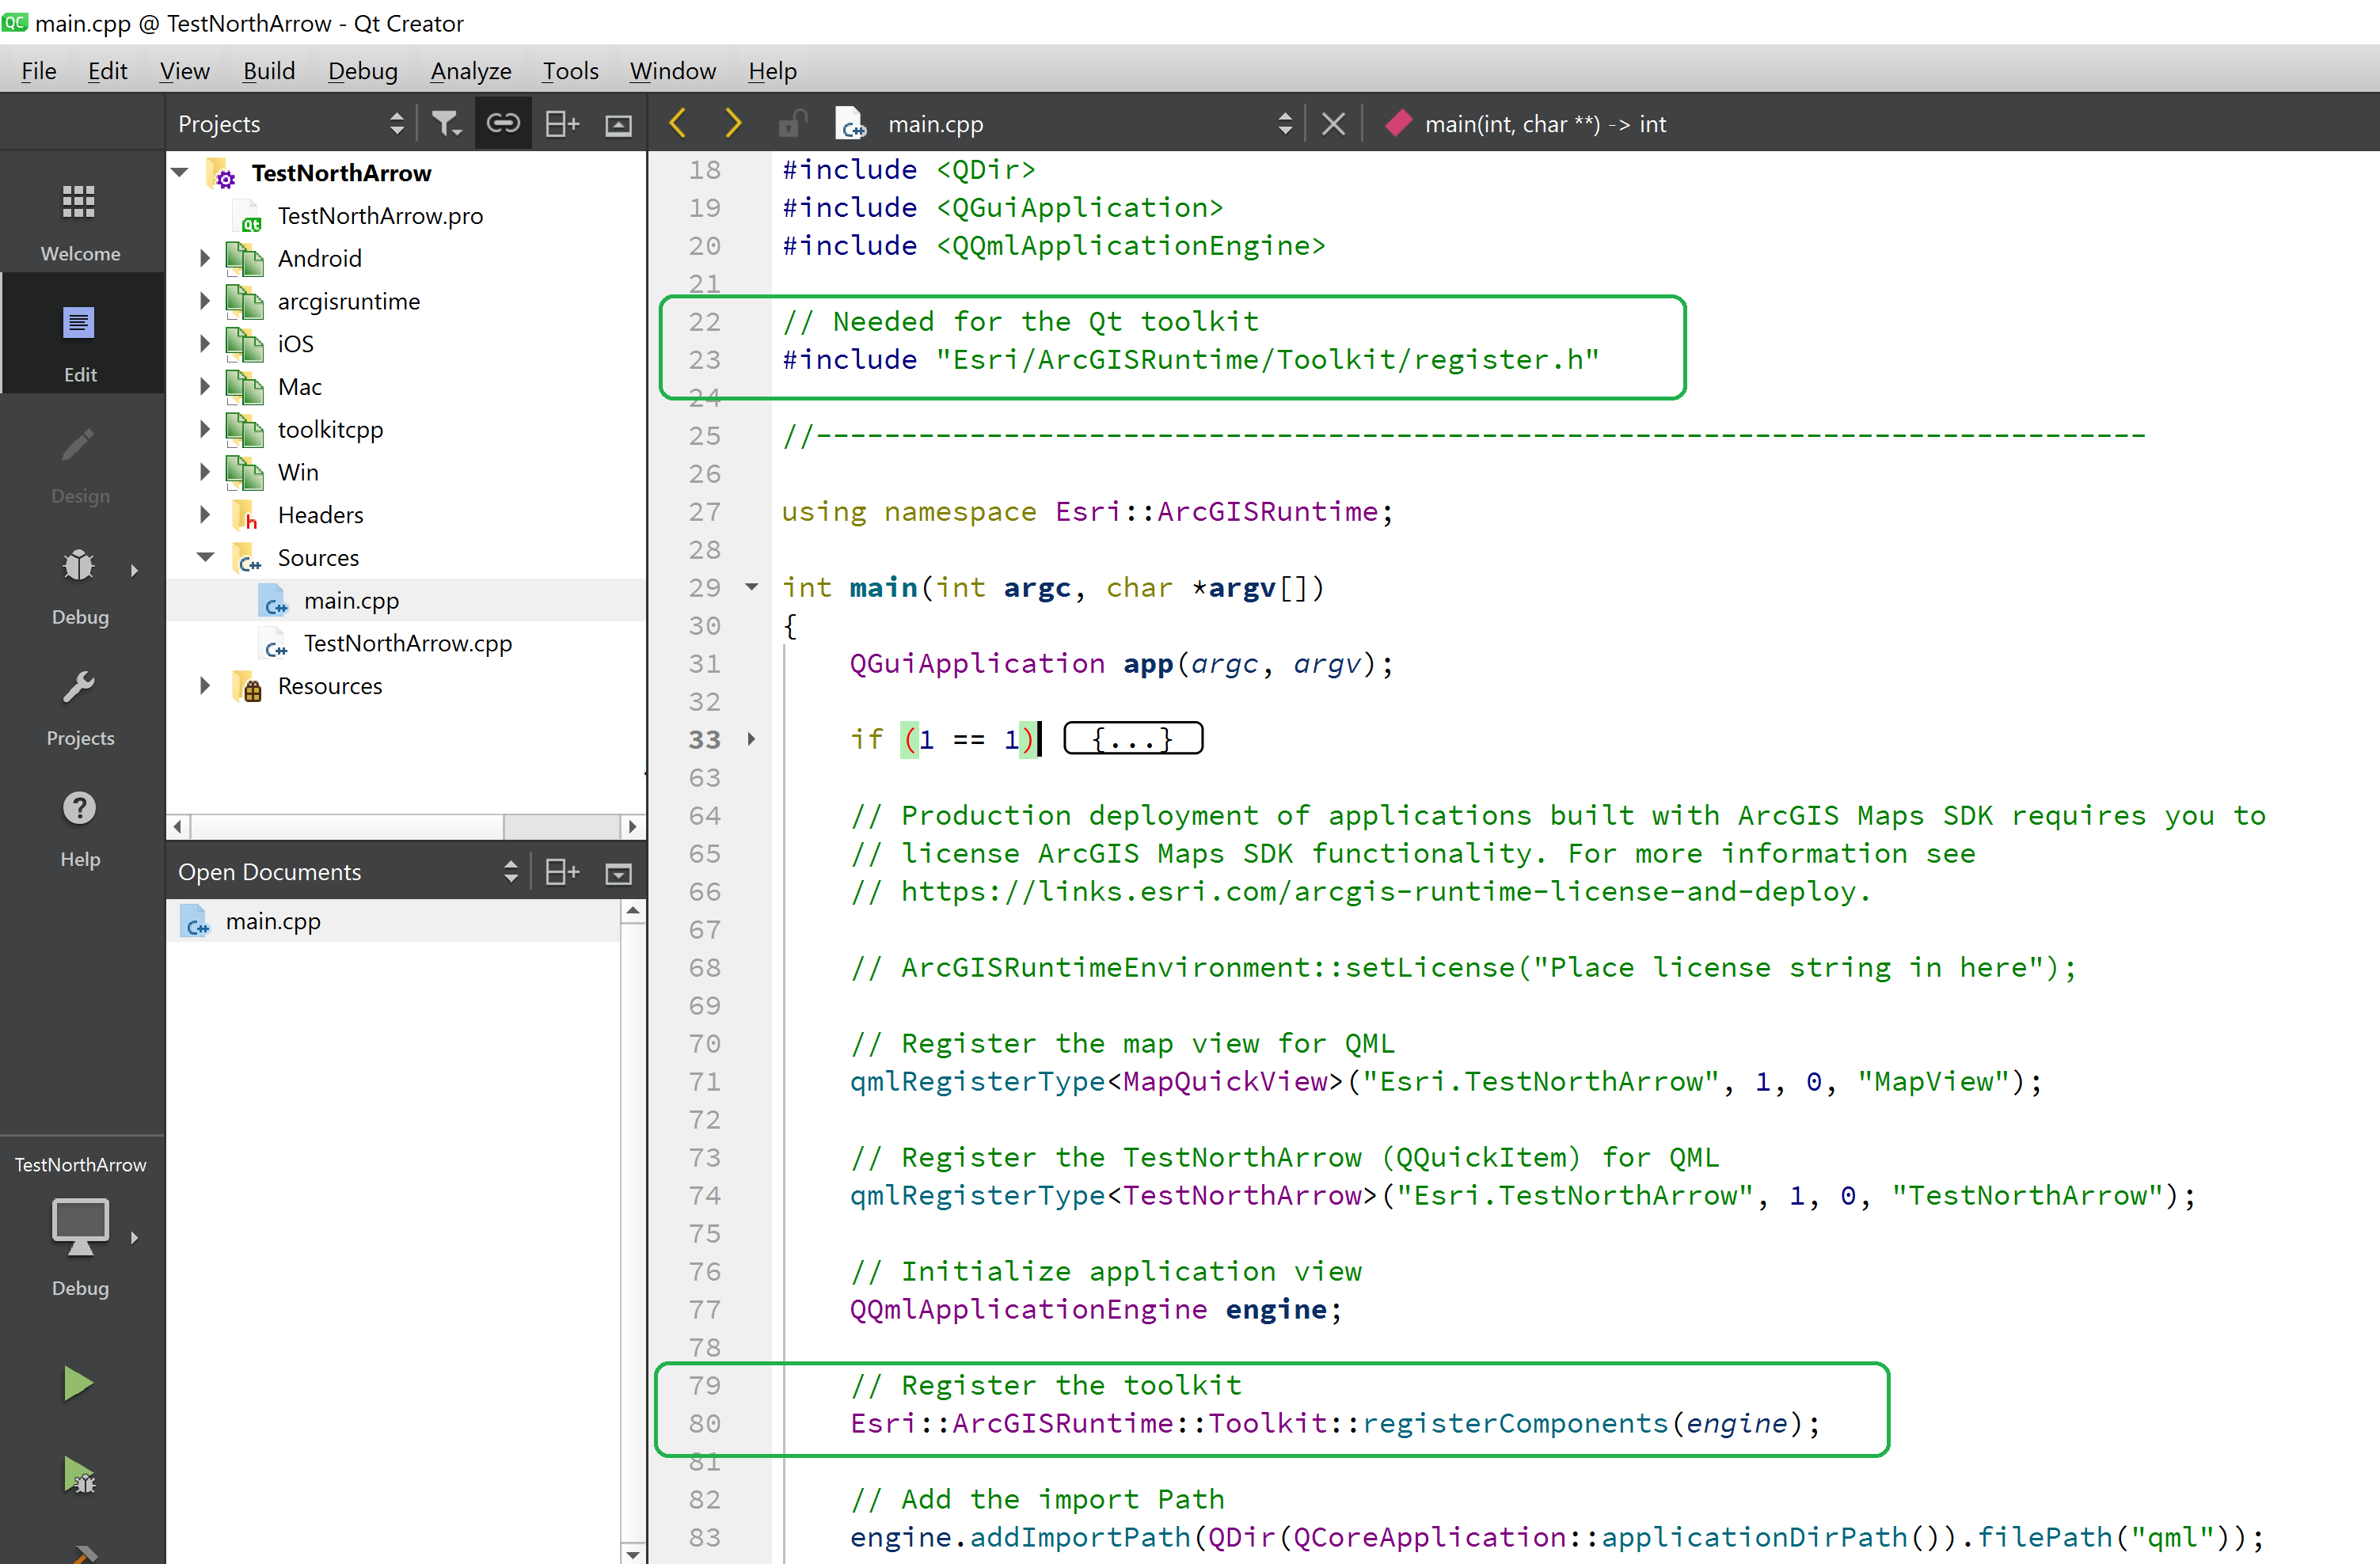 QC main.cpp @ TestNorthArrow - Qt Creator
File Edit View Build Debug Analyze Tools Window Help
Projects
main.cpp
main(int, char **) -> int
Welcome
Edit
Design
Debug
Projects
Help
TestNorthArrow
Debug
TestNorthArrow
TestNorthArrow.pro
Android
arcgisruntime
iOS
Mac
toolkitcpp
Win
Headers
Sources
main.cpp
TestNorthArrow.cpp
Resources
Open Documents
main.cpp
18 #include <QDir>
19 #include <QGuiApplication>
20 #include <QQmlApplicationEngine>
21
22 // Needed for the Qt toolkit
23 #include "Esri/ArcGISRuntime/Toolkit/register.h"
24
25 //------------------------------------------------------------------------------
26
27 using namespace Esri::ArcGISRuntime;
28
29 int main(int argc, char *argv[])
30 {
31 QGuiApplication app(argc, argv);
32
33 if (1 == 1) {...}
63
64 // Production deployment of applications built with ArcGIS Maps SDK requires you to
65 // license ArcGIS Maps SDK functionality. For more information see
66 // https://links.esri.com/arcgis-runtime-license-and-deploy.
67
68 // ArcGISRuntimeEnvironment::setLicense("Place license string in here");
69
70 // Register the map view for QML
71 qmlRegisterType<MapQuickView>("Esri.TestNorthArrow", 1, 0, "MapView");
72
73 // Register the TestNorthArrow (QQuickItem) for QML
74 qmlRegisterType<TestNorthArrow>("Esri.TestNorthArrow", 1, 0, "TestNorthArrow");
75
76 // Initialize application view
77 QQmlApplicationEngine engine;
78
79 // Register the toolkit
80 Esri::ArcGISRuntime::Toolkit::registerComponents(engine);
81
82 // Add the import Path
83 engine.addImportPath(QDir(QCoreApplication::applicationDirPath()).filePath("qml"));